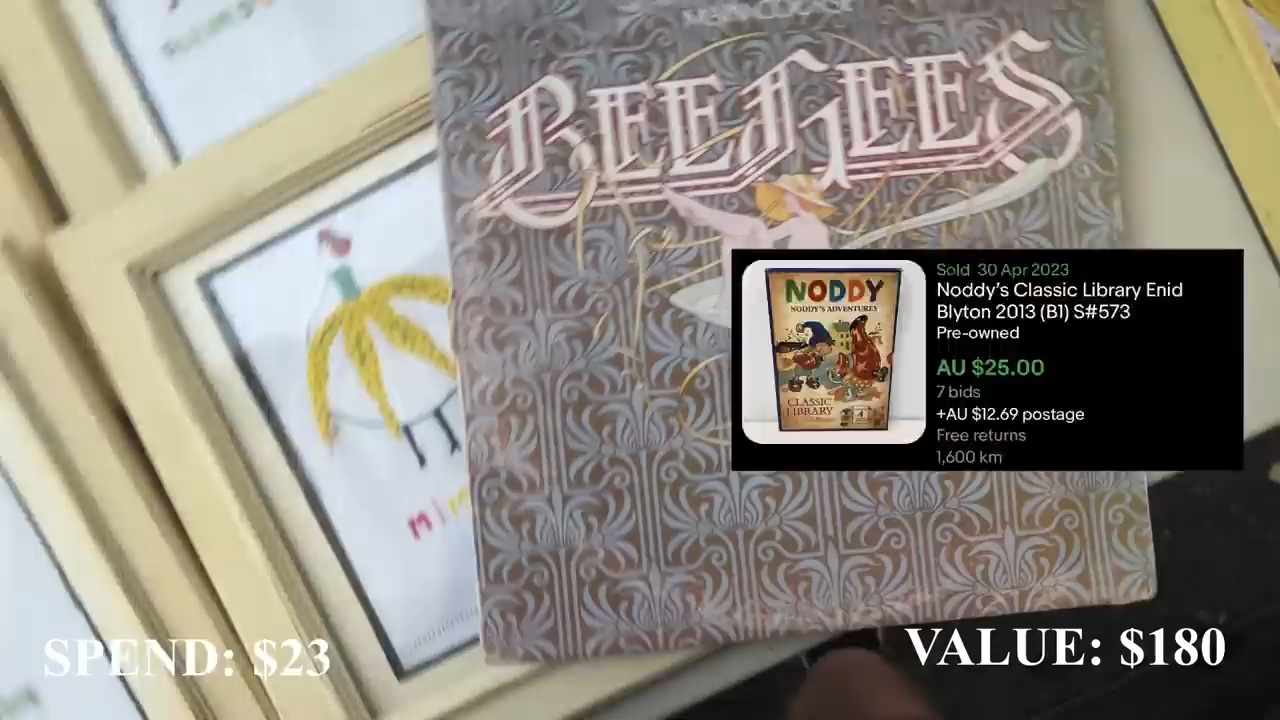 MAIN COURSE
BEE GEES
NODDY
NODDY'S ADVENTURES
CLASSIC
LIBRARY
Sold 30 Apr 2023
Noddy's Classic Library Enid
Blyton 2013 (B1) S#573
Pre-owned
AU $25.00
7 bids
+AU $12.69 postage
Free returns
1,600 km
SPEND: $23
VALUE: $180